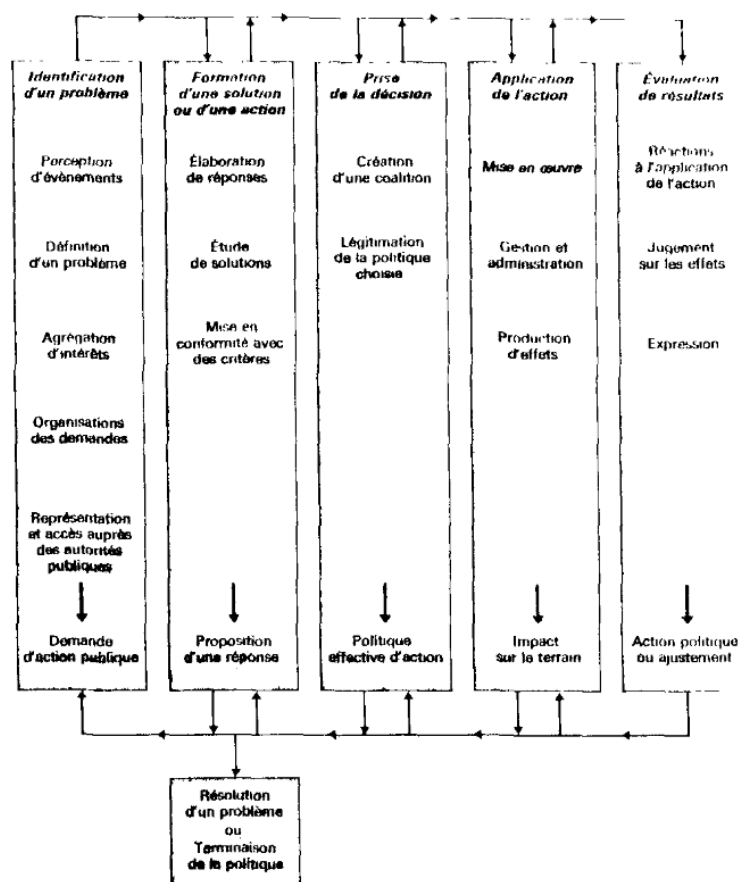 Identification
d'un problème
Perception
d'évènements
Définition
d'un problème
Agrégation
d'intérêts
Organisations
des demandes
Représentation
et accès auprès
des autorités
publiques
Demande
d'action publique
Formation
d'une solution
ou d'une action
Élaboration
de réponses
Étude
de solutions
Mise en
conformité avec
des critères
Proposition
d'une réponse
Prise
de la décision
Création
d'une coalition
Légitimation
de la politique
choisie
Politique
effective d'action
Application
de l'action
Mise en œuvre
Gestion et
administration
Production
d'effets
Impact
sur le terrain
Évaluation
de résultats
Réactions
à l'application
de l'action
Jugement
sur les effets
Expression
Action politique
ou ajustement
Résolution
d'un problème
ou
Terminaison
de la politique